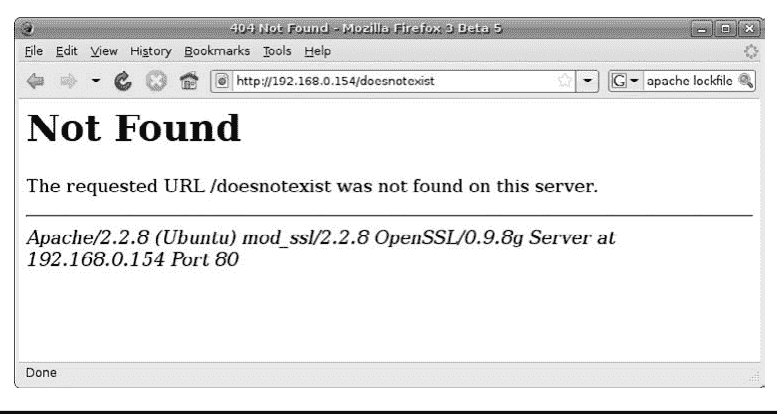 404 Not Found - Mozilla Firefox 3 Beta 5
File Edit View History Bookmarks Tools Help
http://192.168.0.154/doesnotexist G apache lockfile
Not Found
The requested URL /doesnotexist was not found on this server.
Apache/2.2.8 (Ubuntu) mod_ssl/2.2.8 OpenSSL/0.9.8g Server at
192.168.0.154 Port 80
Done